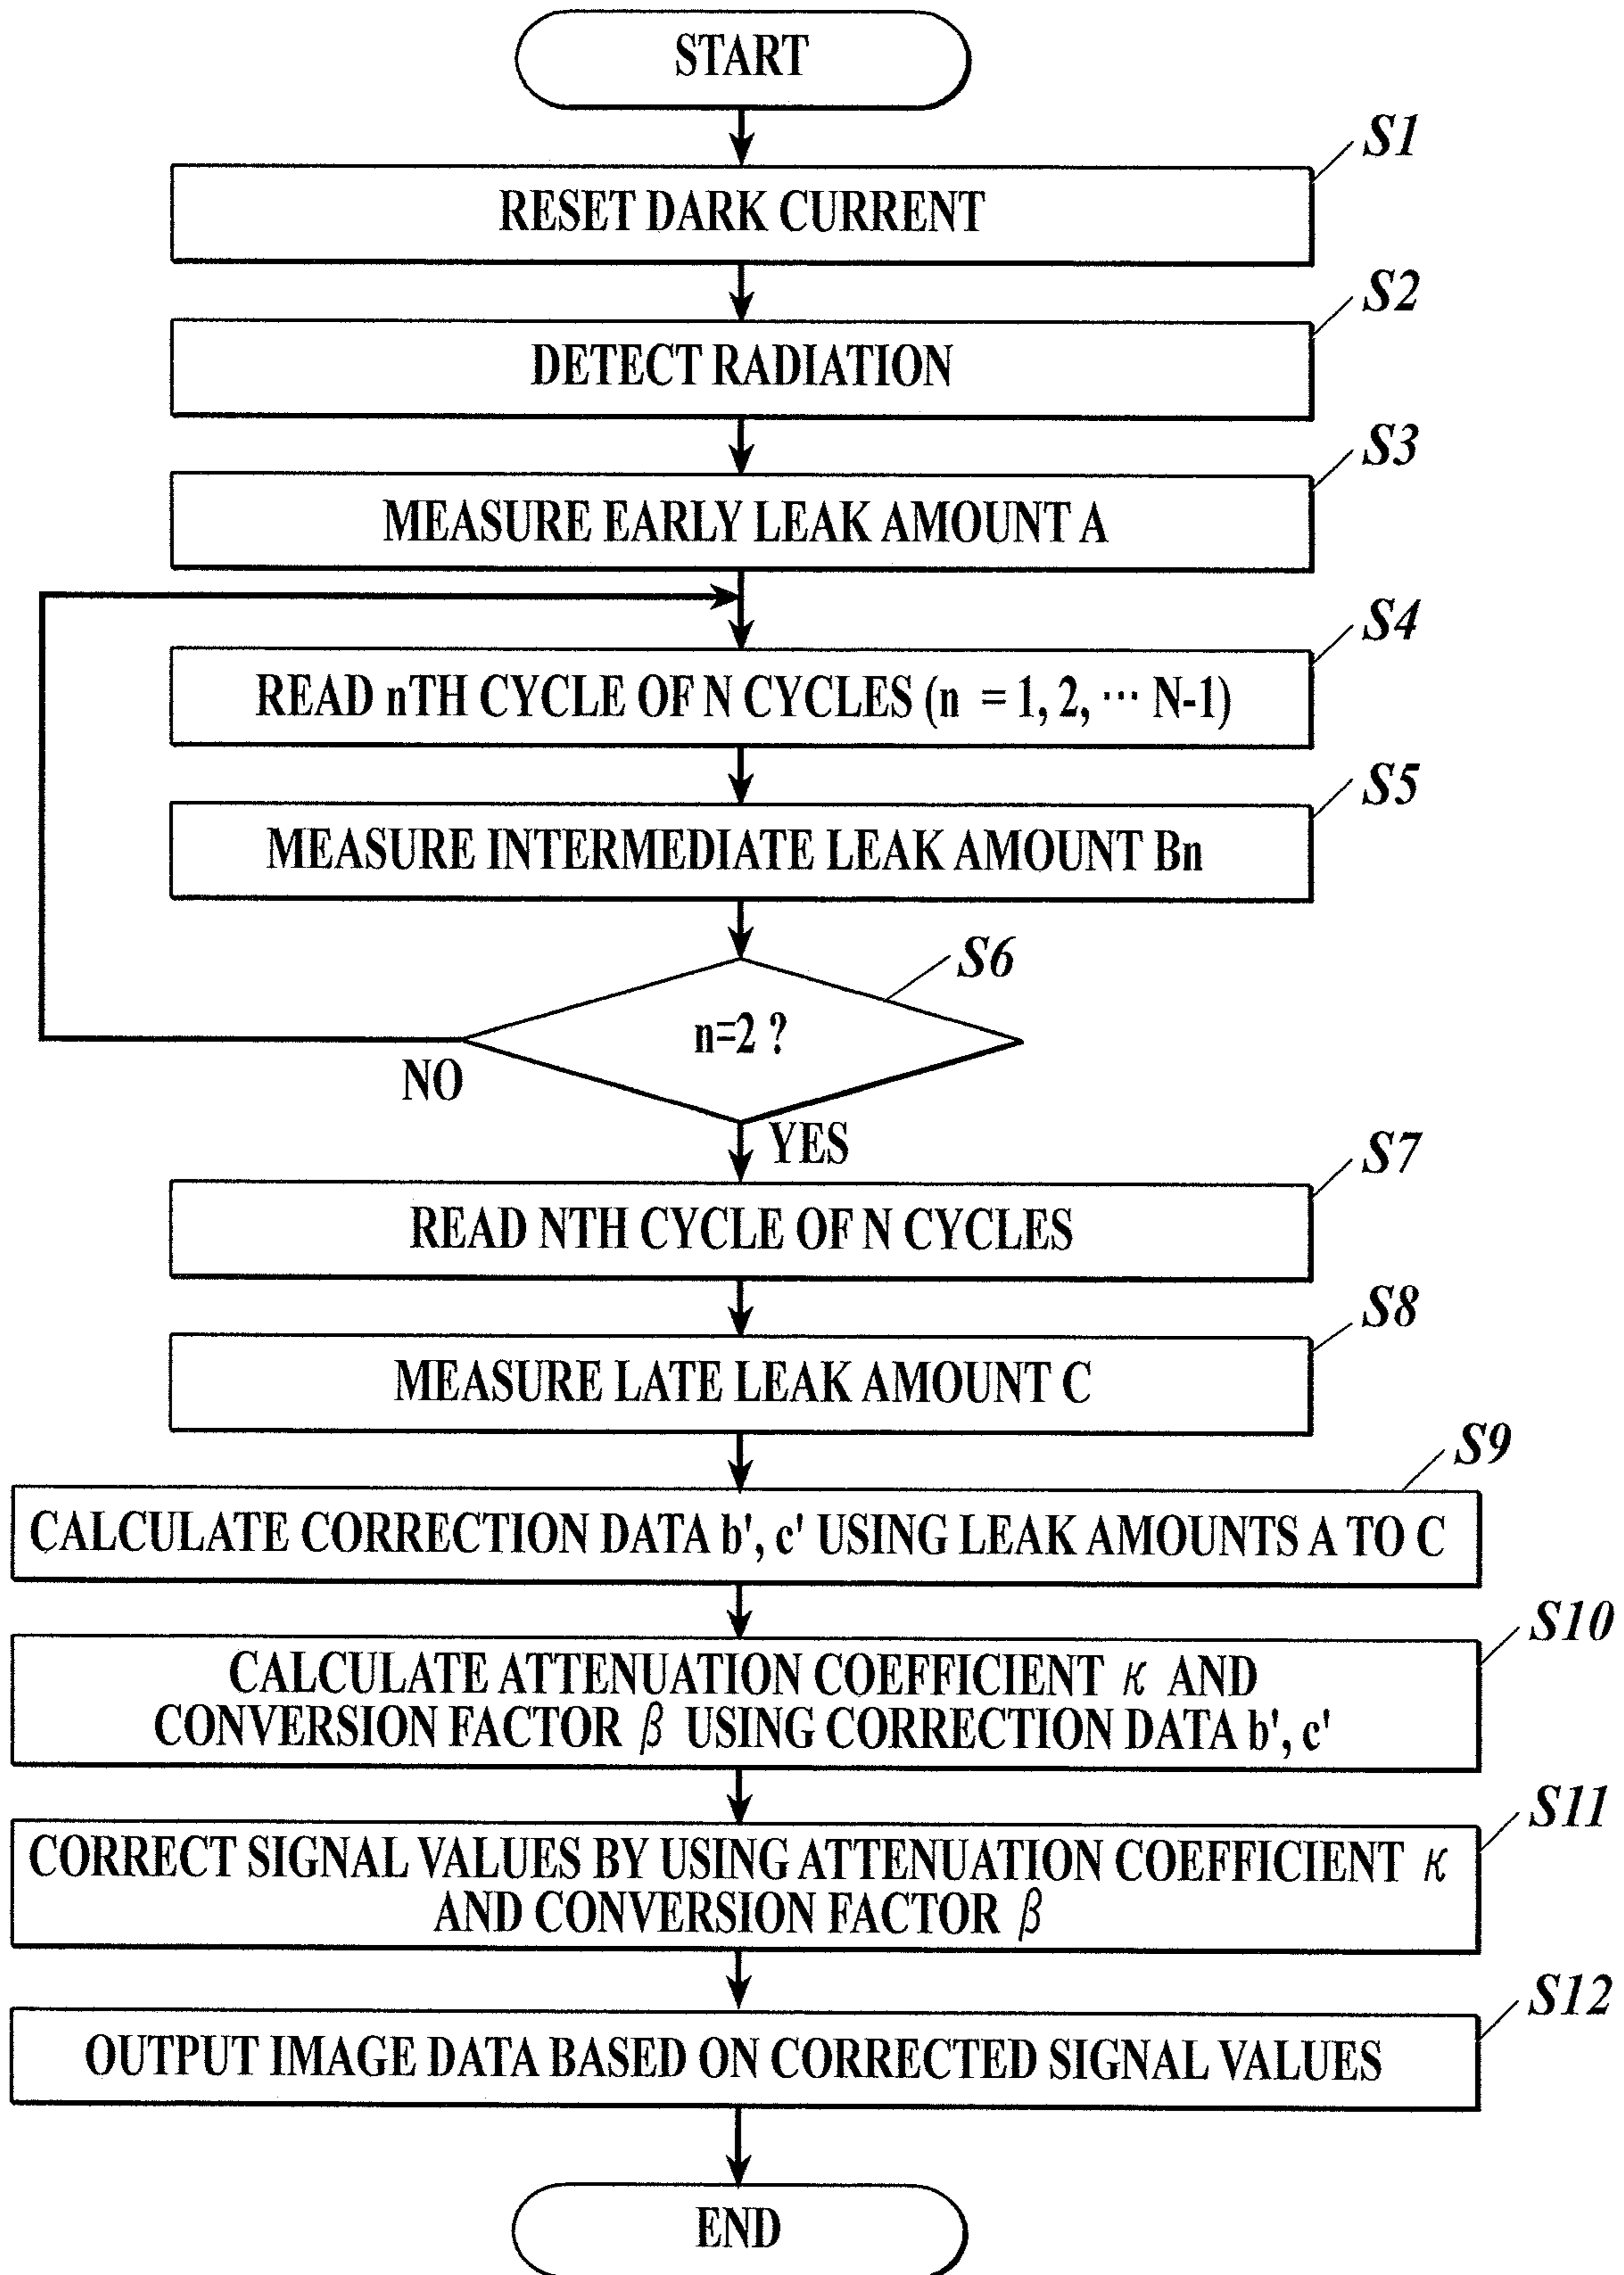 START
S1
RESET DARK CURRENT
S2
DETECT RADIATION
S3
MEASURE EARLY LEAK AMOUNT A
S4
READ nTH CYCLE OF N CYCLES (n = 1, 2, ··· N-1)
S5
MEASURE INTERMEDIATE LEAK AMOUNT Bn
S6
n=2 ?
NO
YES
S7
READ NTH CYCLE OF N CYCLES
S8
MEASURE LATE LEAK AMOUNT C
S9
CALCULATE CORRECTION DATA b', c' USING LEAK AMOUNTS A TO C
S10
CALCULATE ATTENUATION COEFFICIENT κ AND
CONVERSION FACTOR β USING CORRECTION DATA b', c'
S11
CORRECT SIGNAL VALUES BY USING ATTENUATION COEFFICIENT κ
AND CONVERSION FACTOR β
S12
OUTPUT IMAGE DATA BASED ON CORRECTED SIGNAL VALUES
END